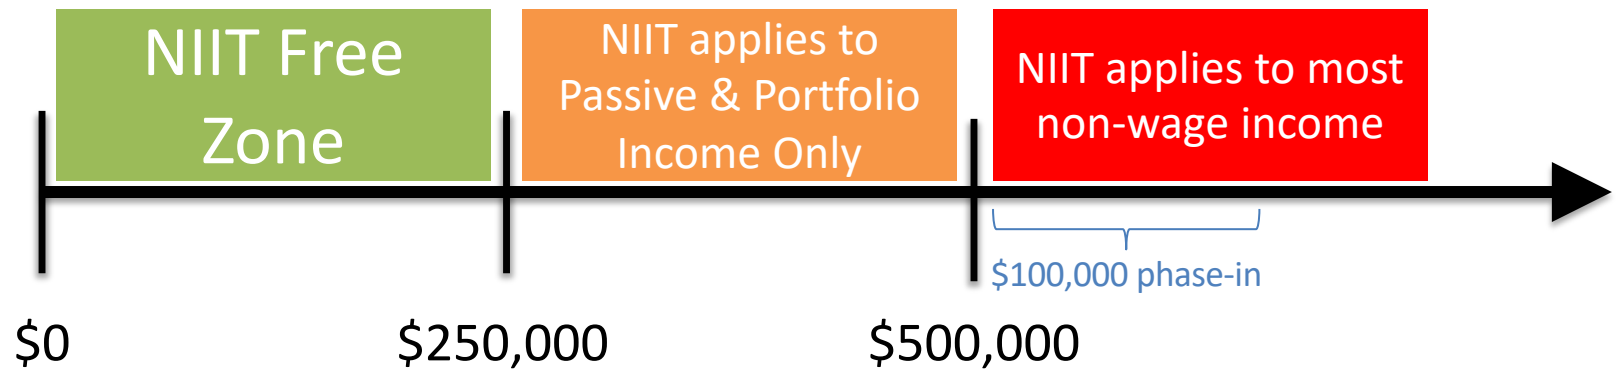 NIIT Free
Zone
NIIT applies to
Passive & Portfolio
Income Only
NIIT applies to most
non-wage income
$100,000 phase-in
$0
$250,000
$500,000